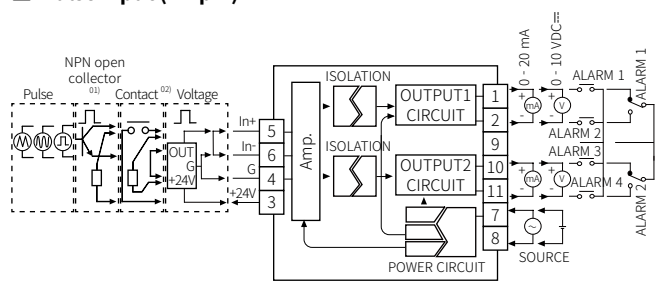 NPN open
collector 01)
Pulse
Contact 02)
Voltage
OUT
G
+24V
In+
In-
G
+24V
5
6
4
3
Amp.
ISOLATION
ISOLATION
OUTPUT1
CIRCUIT
OUTPUT2
CIRCUIT
POWER CIRCUIT
1
2
9
10
11
7
8
0 - 20 mA
0 - 10 VDC⎓
+
-
mA
+
-
V
+
-
mA
+
-
V
ALARM 1
ALARM 2
ALARM 3
ALARM 4
ALARM 1
ALARM 2
SOURCE